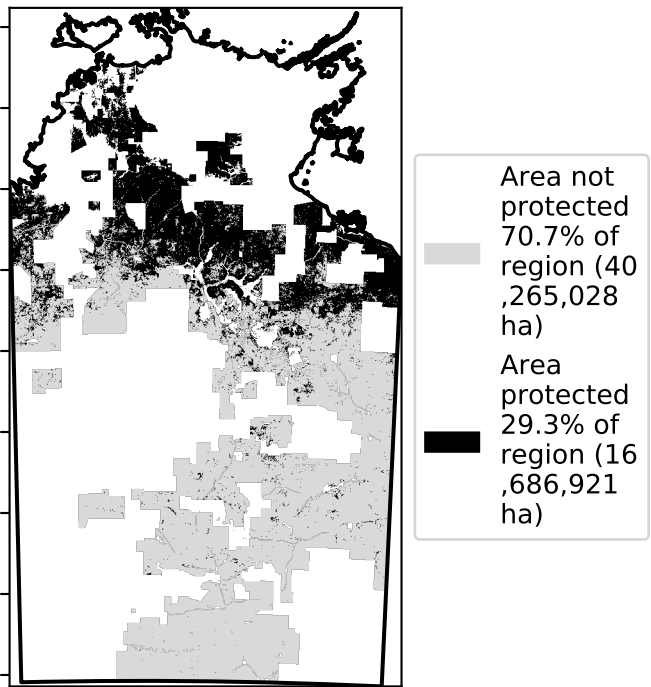 Area not
protected
70.7% of
region (40
,265,028
ha)
Area
protected
29.3% of
region (16
,686,921
ha)